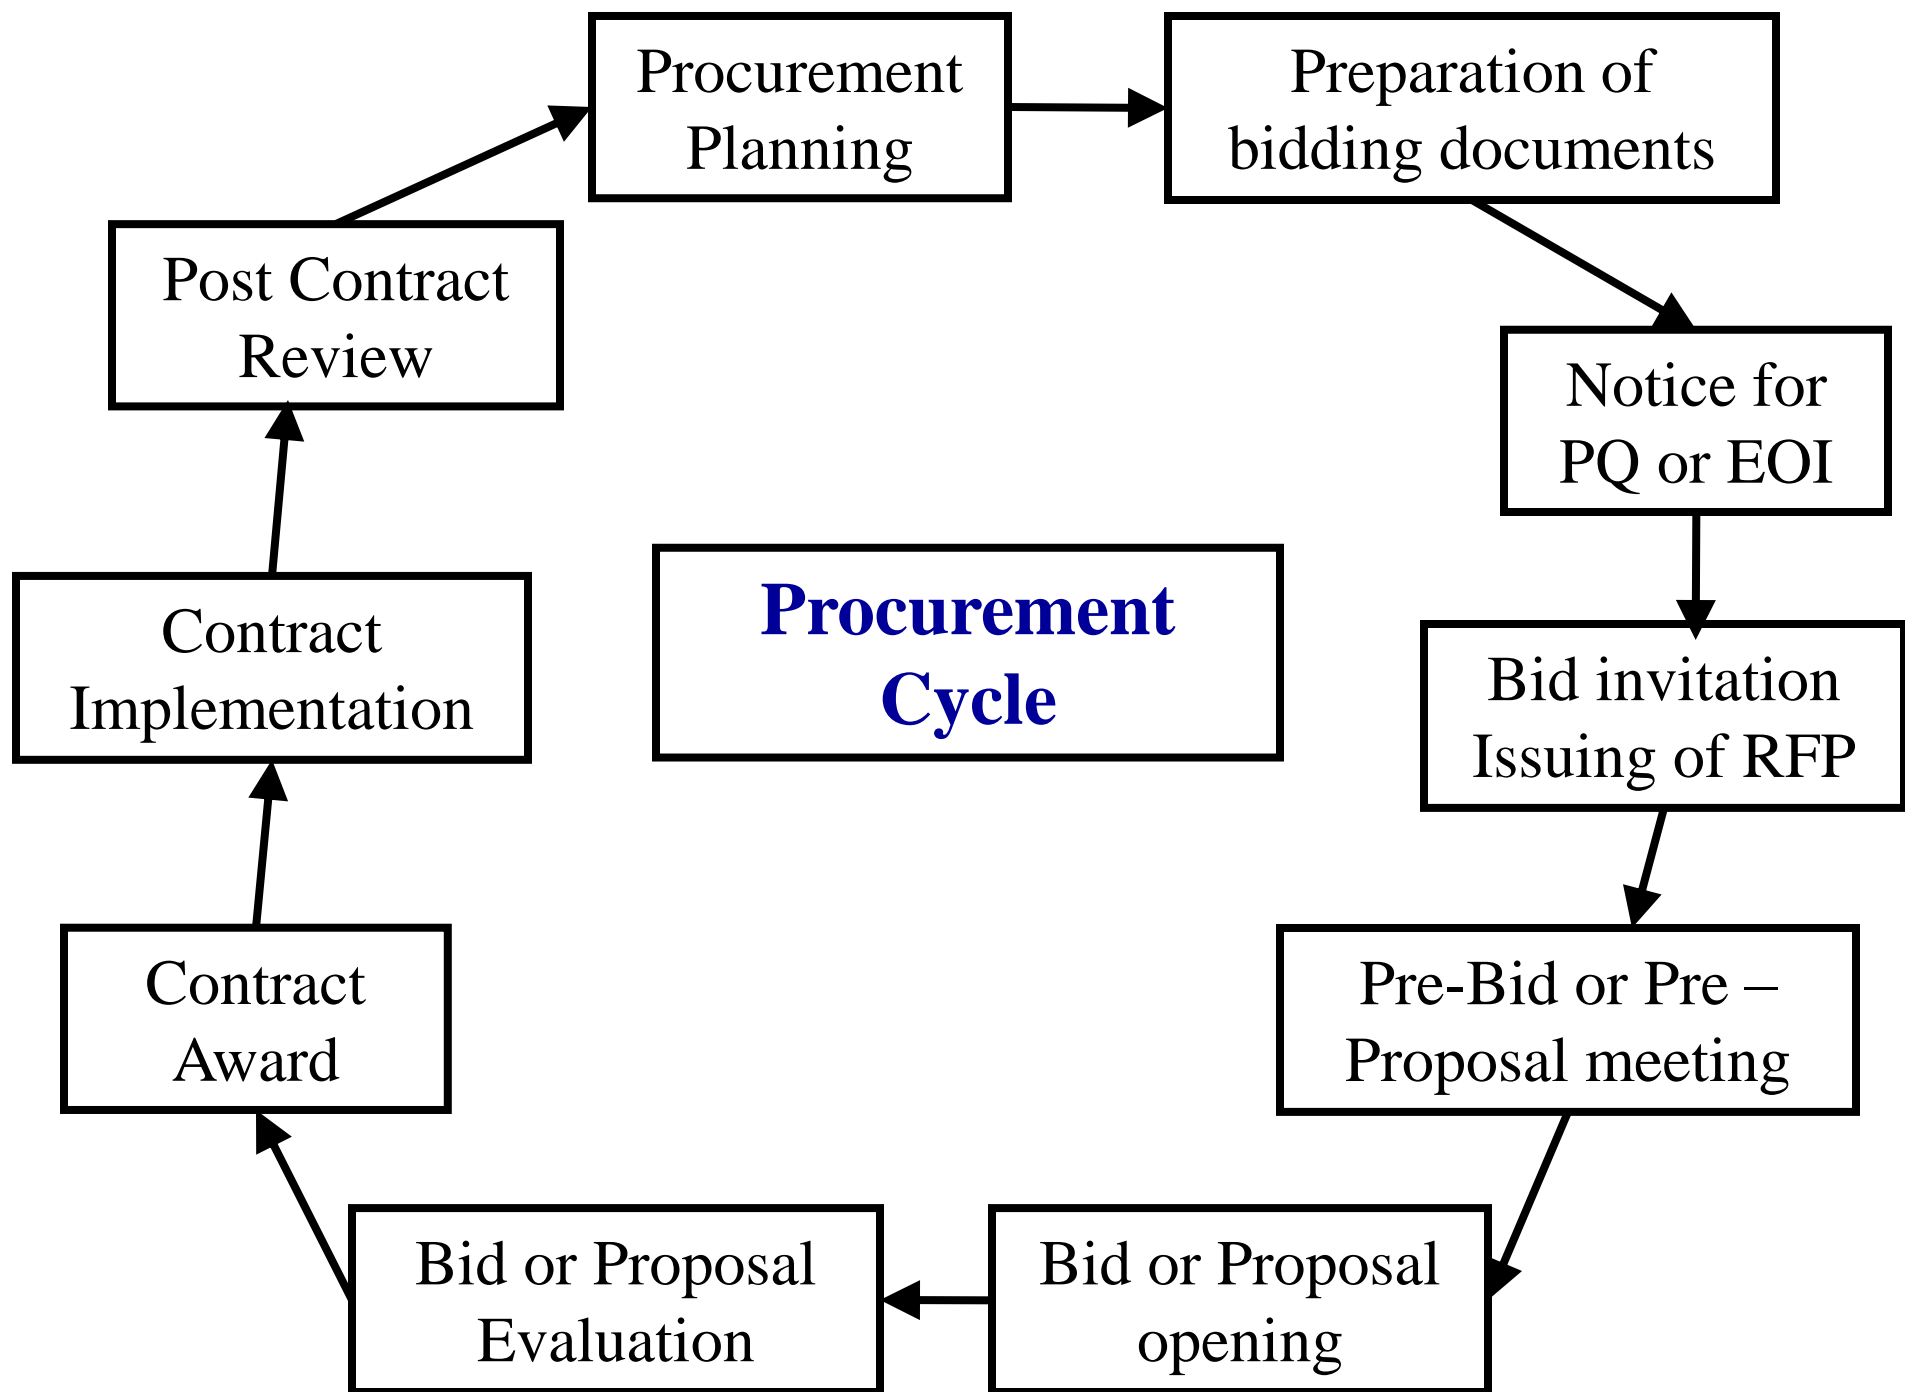 Procurement
Planning
Preparation of
bidding documents
Notice for
PQ or EOI
Bid invitation
Issuing of RFP
Pre-Bid or Pre –
Proposal meeting
Bid or Proposal
opening
Bid or Proposal
Evaluation
Contract
Award
Contract
Implementation
Post Contract
Review
Procurement
Cycle